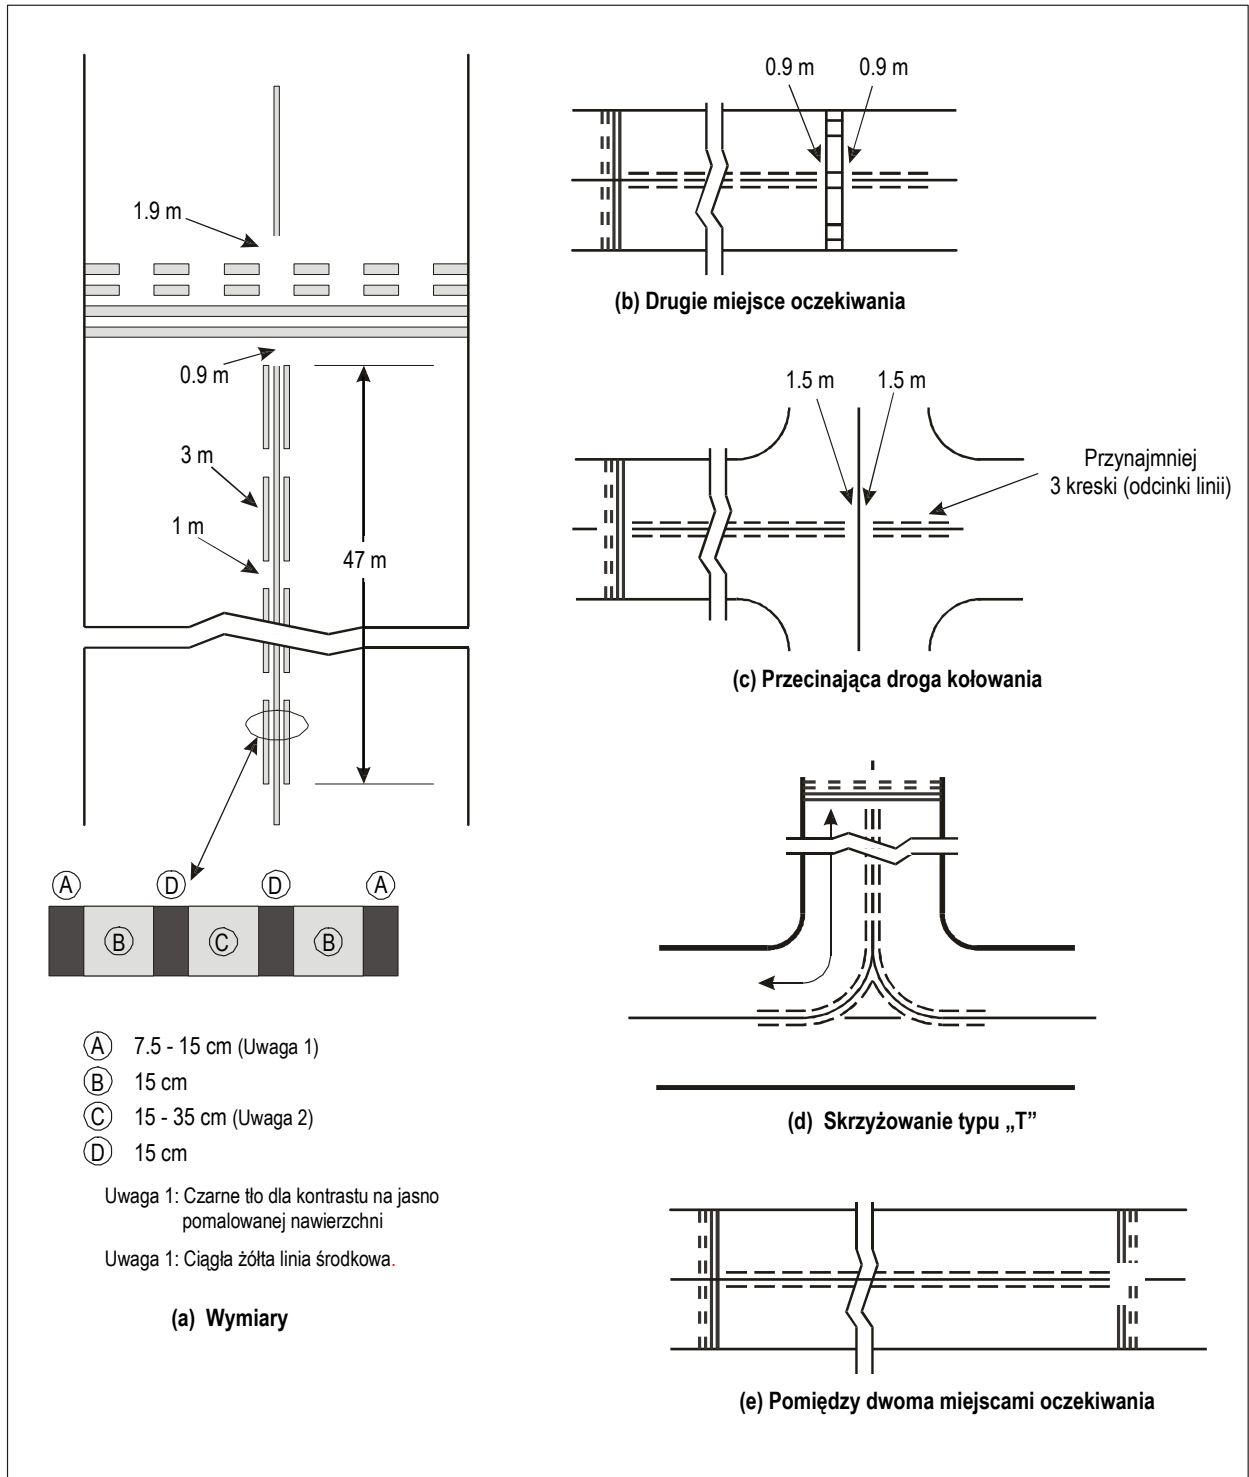 1.9 m
0.9 m
3 m
1 m
47 m
A D D A
B C B
A 7.5 - 15 cm (Uwaga 1)
B 15 cm
C 15 - 35 cm (Uwaga 2)
D 15 cm
Uwaga 1: Czarne tło dla kontrastu na jasno
pomalowanej nawierzchni
Uwaga 1: Ciągła żółta linia środkowa.
(a) Wymiary
0.9 m 0.9 m
(b) Drugie miejsce oczekiwania
1.5 m 1.5 m
Przynajmniej
3 kreski (odcinki linii)
(c) Przecinająca droga kołowania
(d) Skrzyżowanie typu „T”
(e) Pomiędzy dwoma miejscami oczekiwania